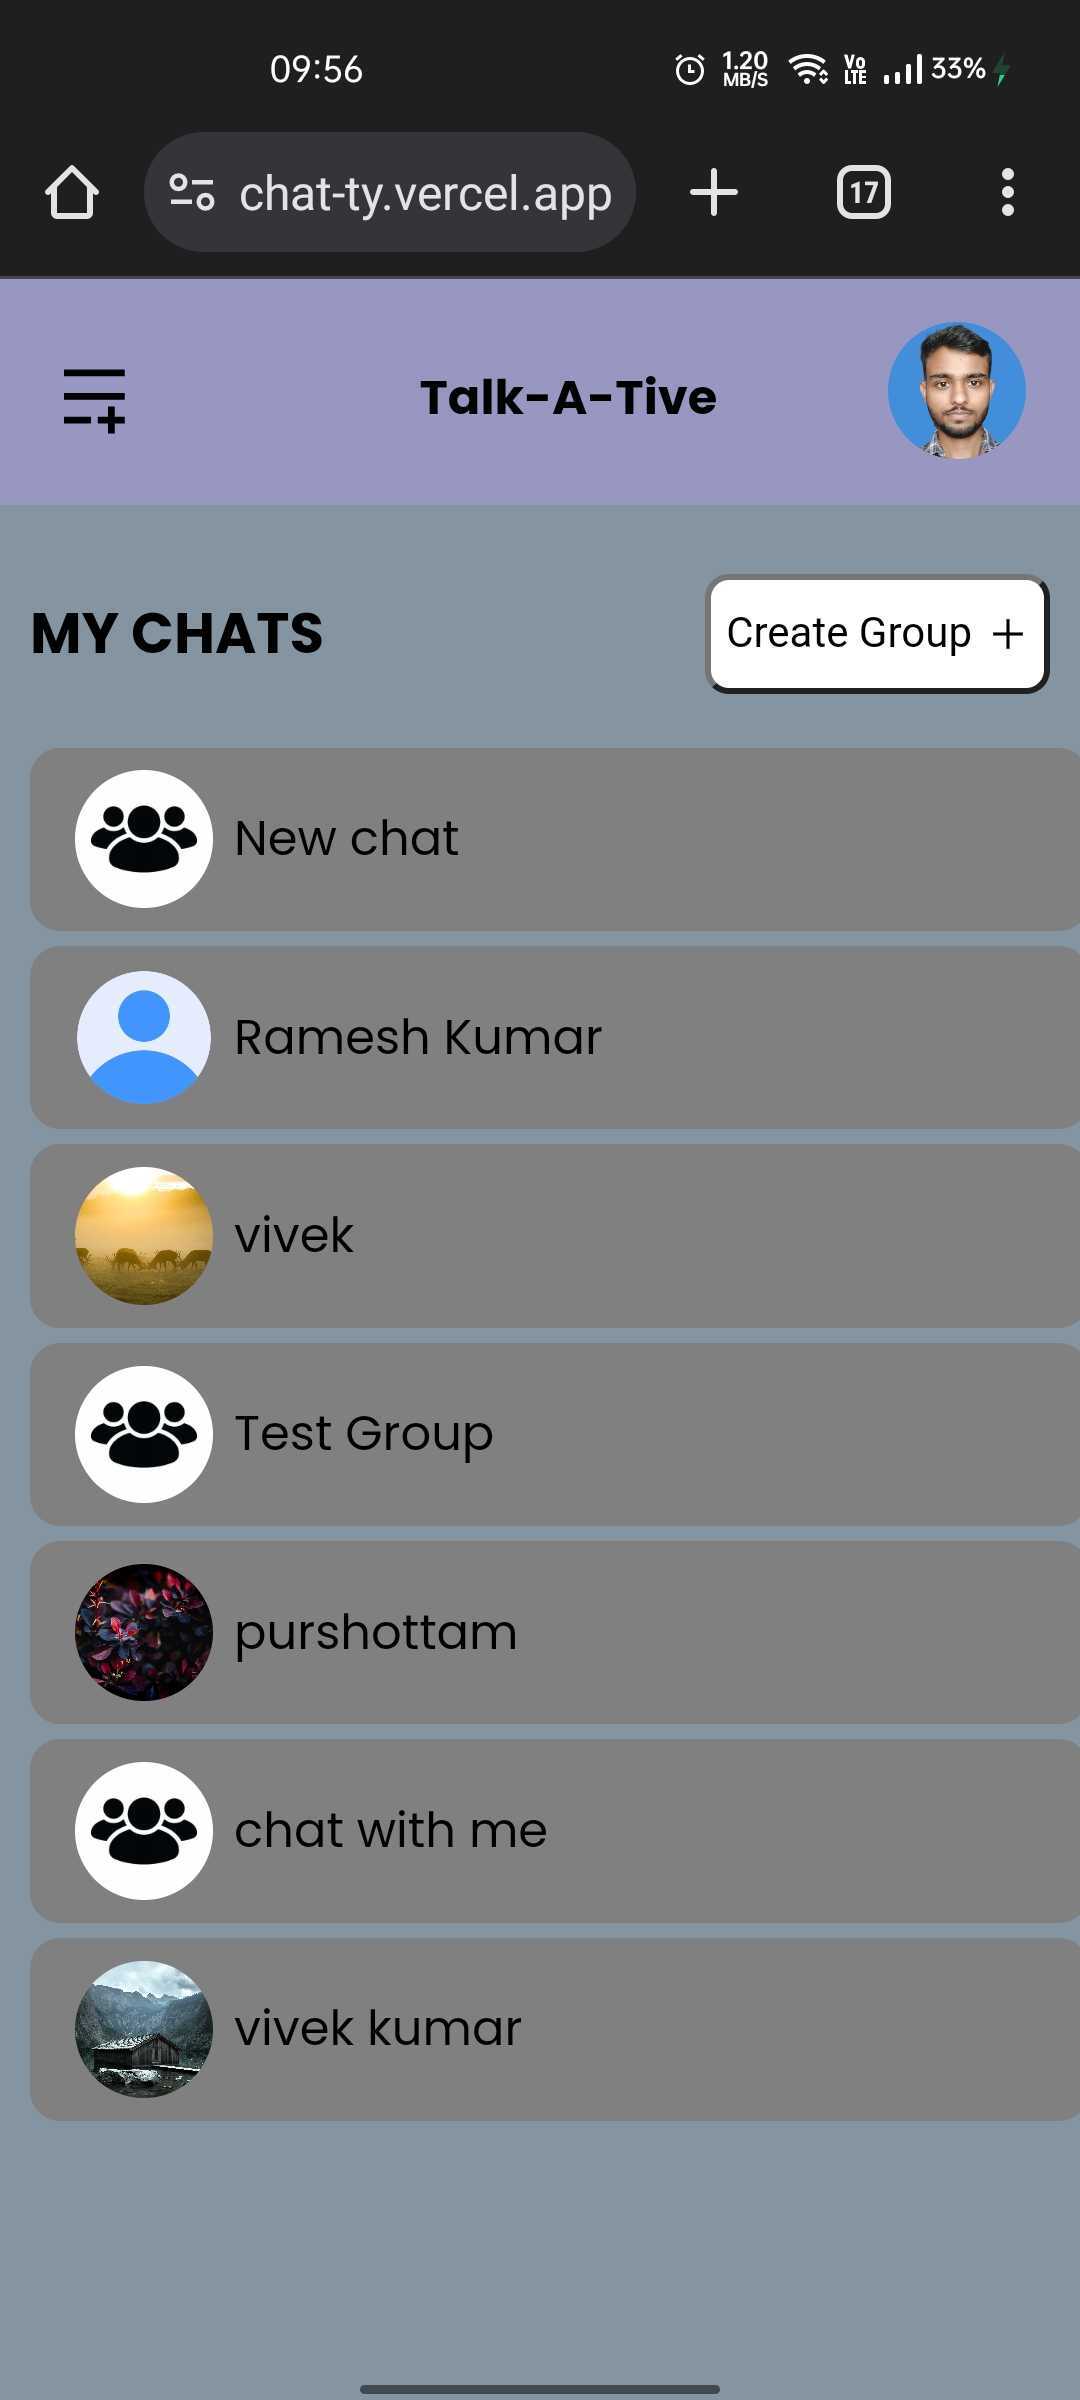 09:56
1.20
MB/S
Vo
LTE
33%
chat-ty.vercel.app
17
Talk-A-Tive
MY CHATS
Create Group +
New chat
Ramesh Kumar
vivek
Test Group
purshottam
chat with me
vivek kumar